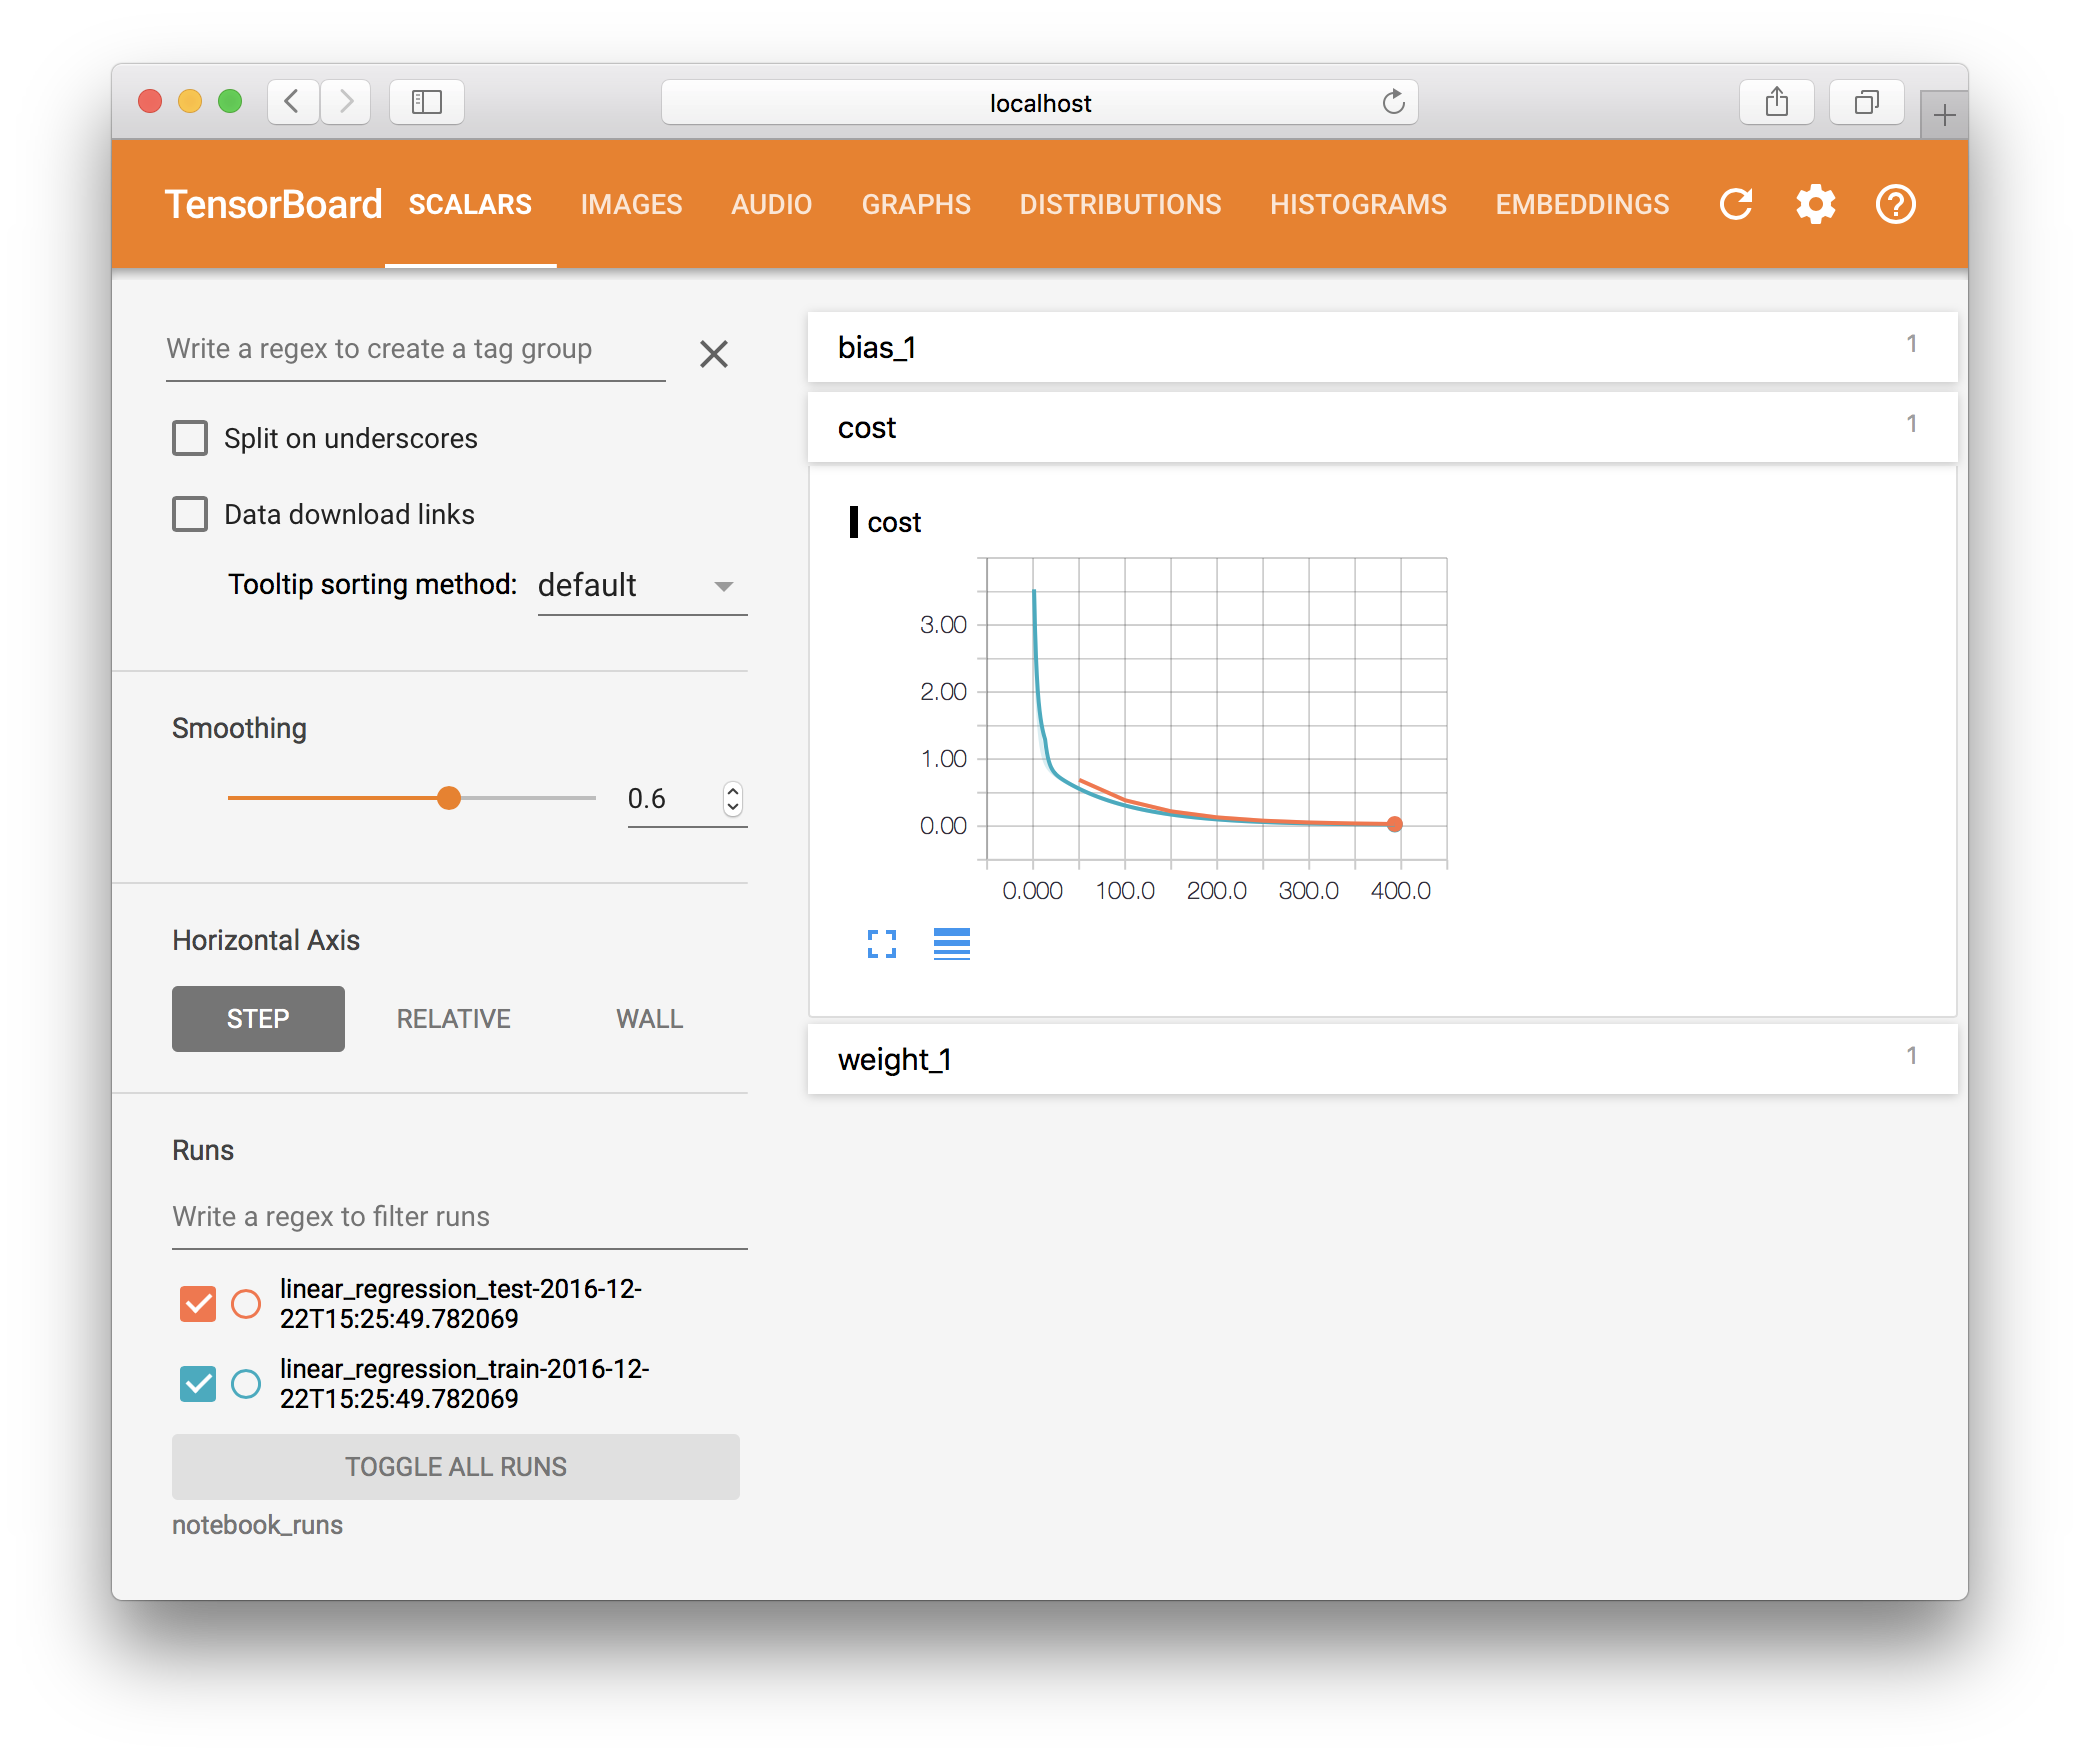 localhost
TensorBoard SCALARS IMAGES AUDIO GRAPHS DISTRIBUTIONS HISTOGRAMS EMBEDDINGS
Write a regex to create a tag group
Split on underscores
Data download links
Tooltip sorting method: default
Smoothing
0.6
Horizontal Axis
STEP RELATIVE WALL
Runs
Write a regex to filter runs
linear_regression_test-2016-12-
22T15:25:49.782069
linear_regression_train-2016-12-
22T15:25:49.782069
TOGGLE ALL RUNS
notebook_runs
bias_1 1
cost 1
cost
3.00
2.00
1.00
0.00
0.000 100.0 200.0 300.0 400.0
weight_1 1